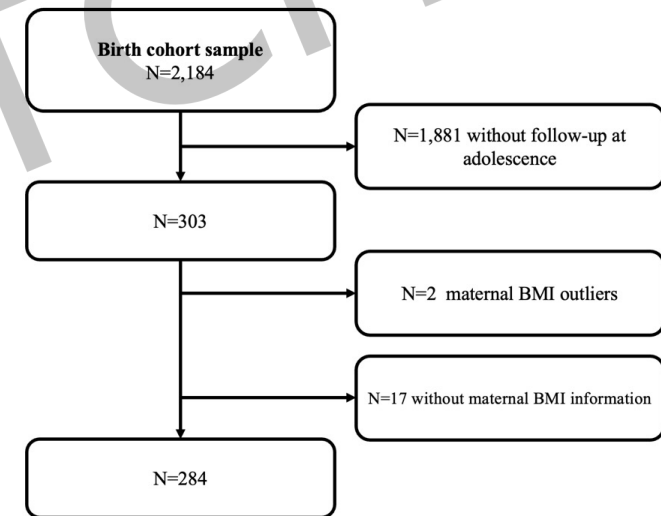 Birth cohort sample
N=2,184
N=1,881 without follow-up at
adolescence
N=303
N=2 maternal BMI outliers
N=17 without maternal BMI information
N=284